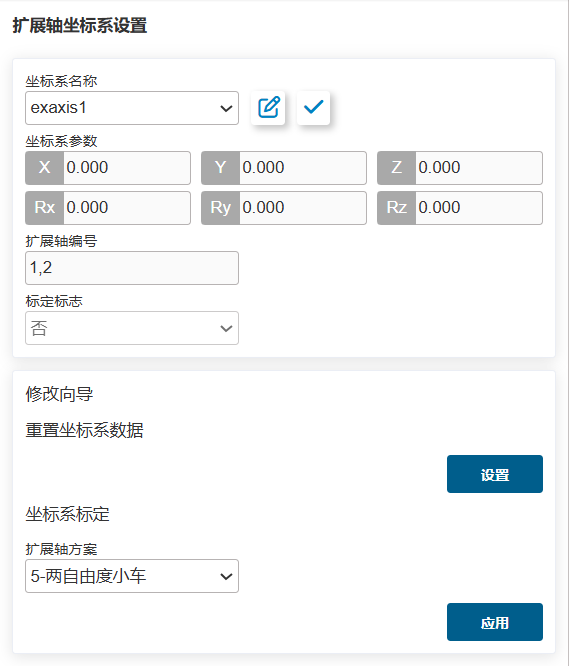 扩展轴坐标系设置
坐标系名称
exaxis1
坐标系参数
X 0.000 Y 0.000 Z 0.000
Rx 0.000 Ry 0.000 Rz 0.000
扩展轴编号
1,2
标定标志
否
修改向导
重置坐标系数据
设置
坐标系标定
扩展轴方案
5-两自由度小车
应用